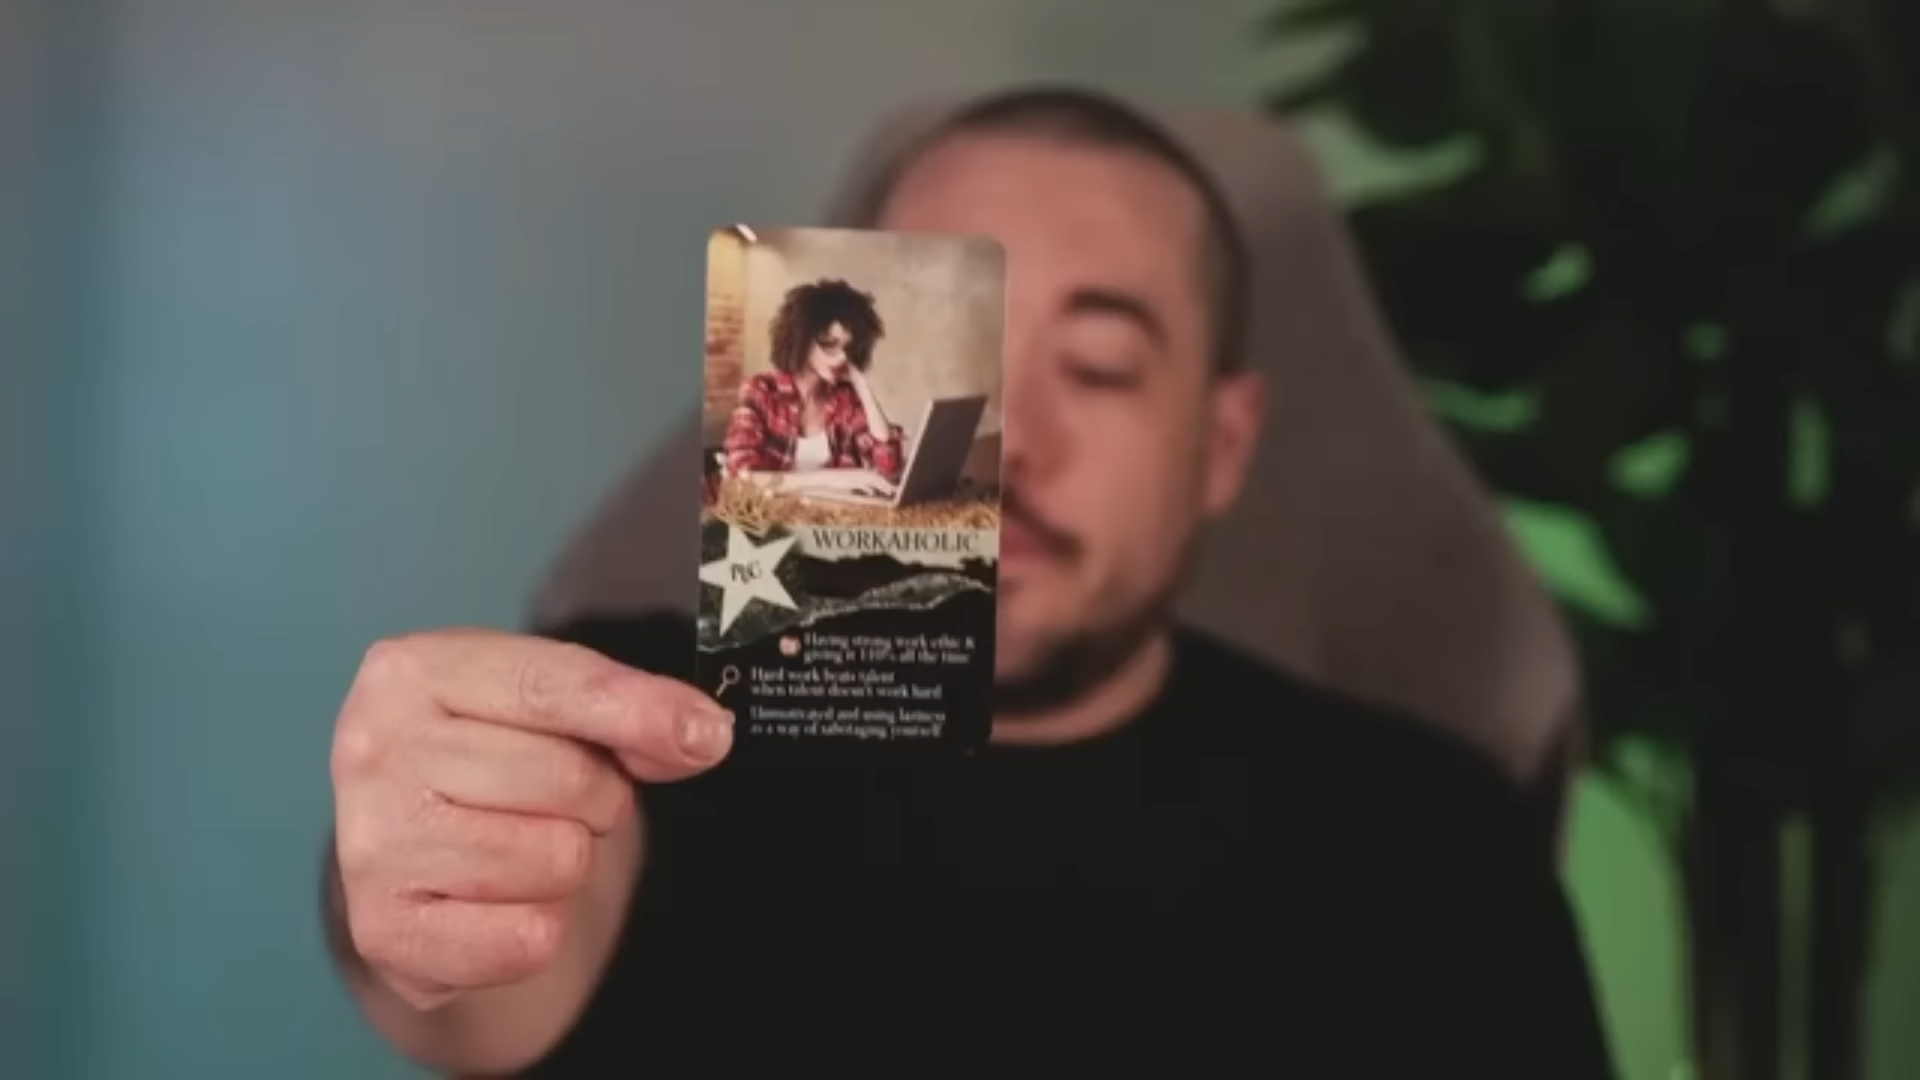 WORKAHOLIC
Having strong work ethic &
giving it 110% all the time
Hard work beats talent
when talent doesn't work hard
Unmotivated and using laziness
as a way of sabotaging yourself